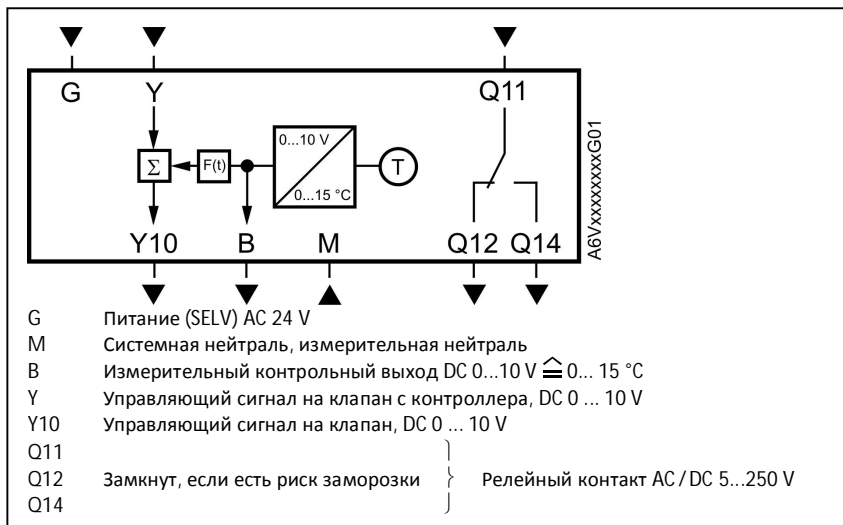 G Y Q11
0...10 V
Σ F(t) T
0...15 °C
Y10 B M Q12 Q14
A6VxxxxxxxxG01
G Питание (SELV) AC 24 V
M Системная нейтраль, измерительная нейтраль
B Измерительный контрольный выход DC 0...10 V ≙ 0... 15 °C
Y Управляющий сигнал на клапан с контроллера, DC 0 ... 10 V
Y10 Управляющий сигнал на клапан, DC 0 ... 10 V
Q11
Q12 Замкнут, если есть риск заморозки } Релейный контакт AC/DC 5...250 V
Q14